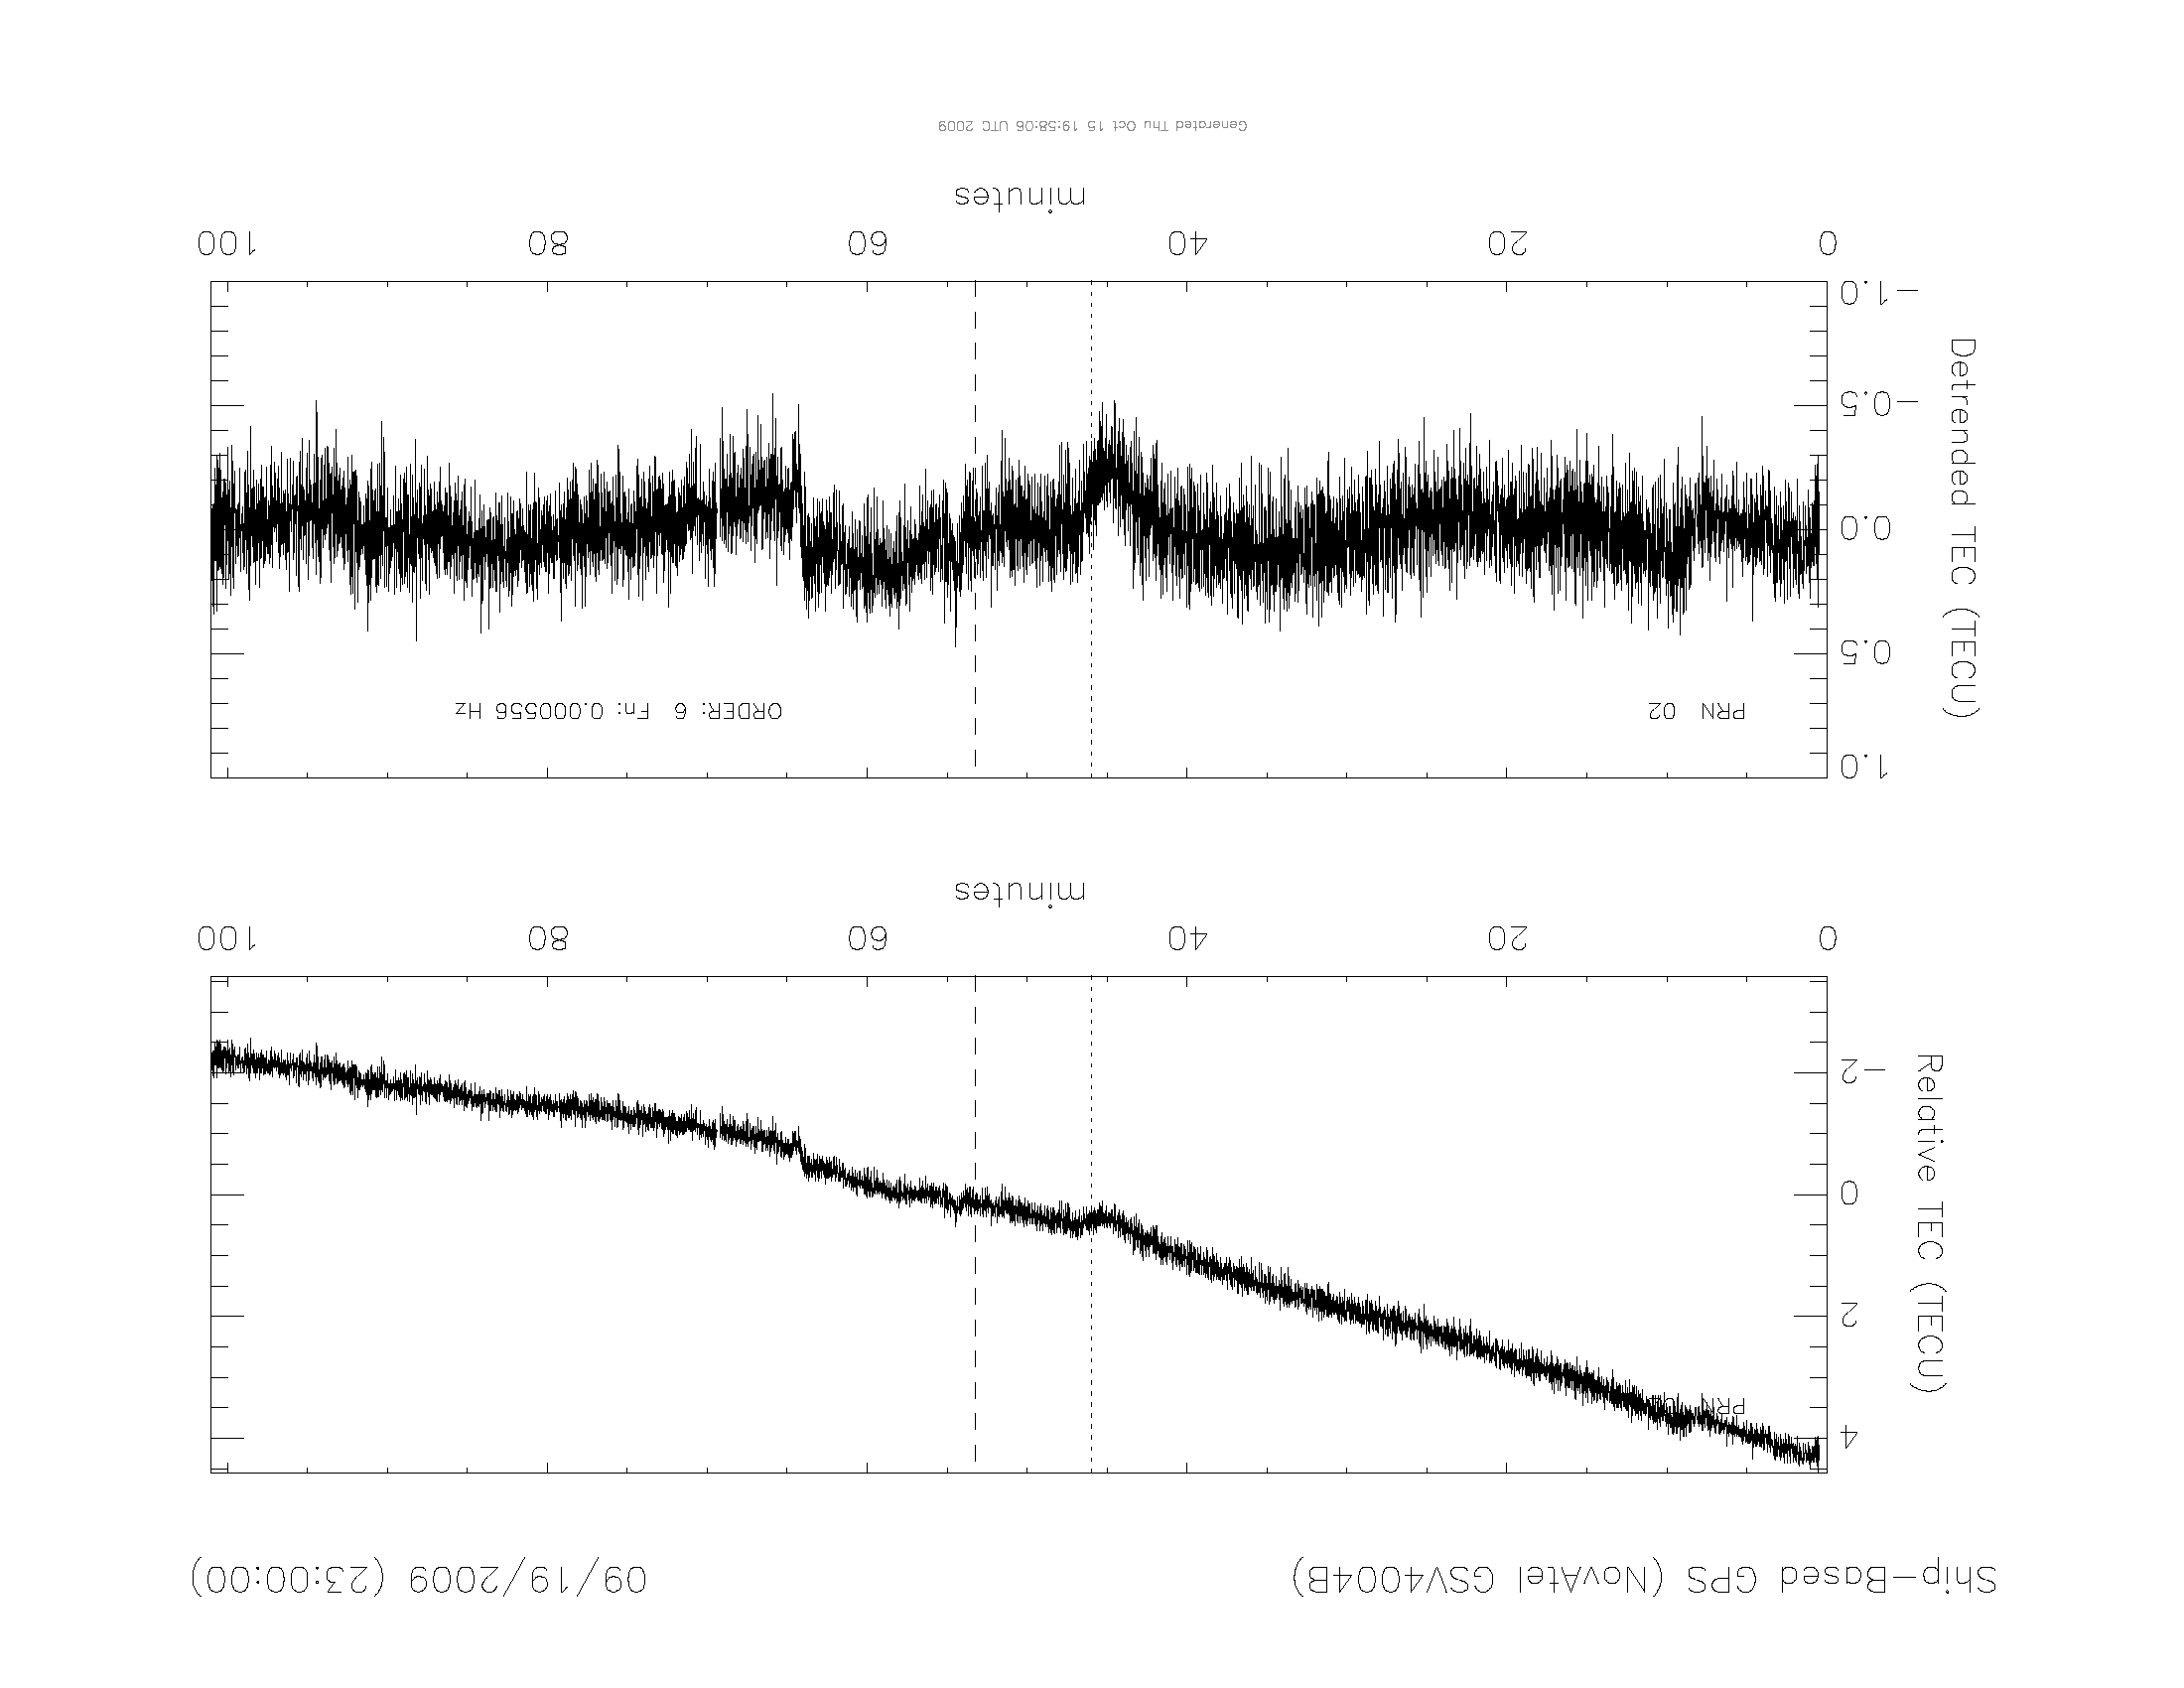 Ship-Based GPS (NovAtel GSV4004B) 09/19/2009 (23:00:00)
Relative TEC (TECU)
4
2
0
-2
PRN
0 20 40 60 80 100
minutes
Detrended TEC (TECU)
1.0
0.5
0.0
-0.5
-1.0
PRN 02 ORDER: 6 Fn: 0.000556 Hz
0 20 40 60 80 100
minutes
Generated Thu Oct 15 19:58:06 UTC 2009